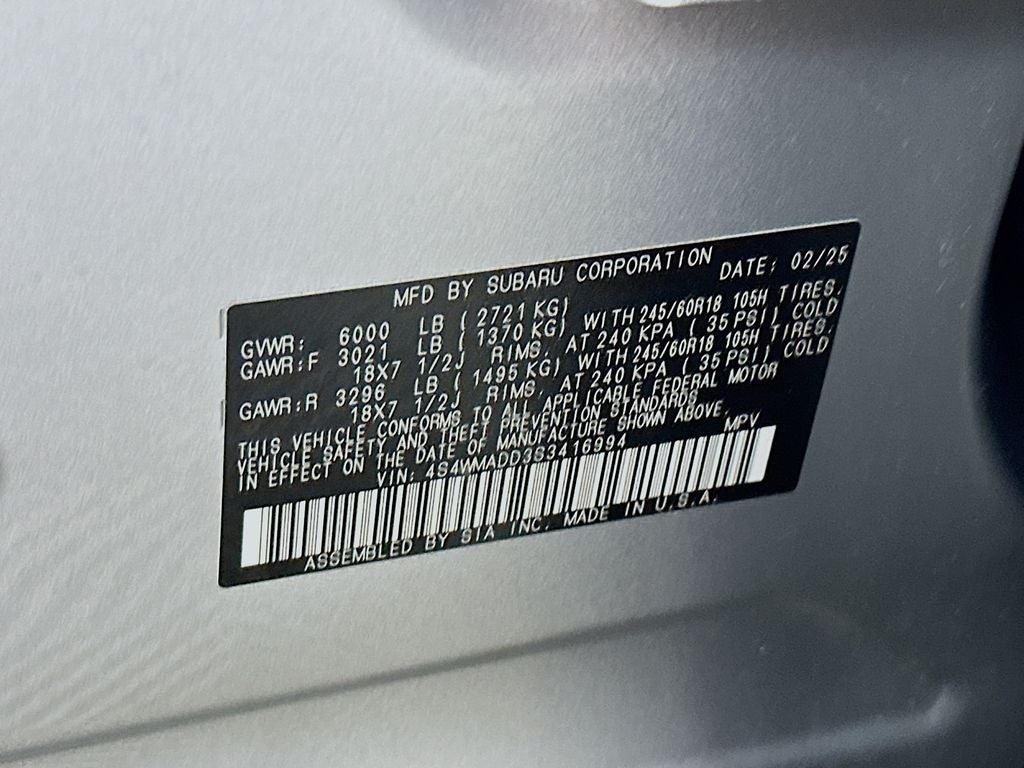 MFD BY SUBARU CORPORATION DATE: 02/25
GVWR: 6000 LB (2721 KG)
GAWR:F 3021 LB (1370 KG) WITH 245/60R18 105H TIRES,
18X7 1/2J RIMS, AT 240 KPA (35 PSI) COLD
GAWR:R 3296 LB (1495 KG) WITH 245/60R18 105H TIRES,
18X7 1/2J RIMS, AT 240 KPA (35 PSI) COLD
THIS VEHICLE CONFORMS TO ALL APPLICABLE FEDERAL MOTOR
VEHICLE SAFETY AND THEFT PREVENTION STANDARDS
IN EFFECT ON THE DATE OF MANUFACTURE SHOWN ABOVE.
VIN: 4S4WMADD3S3416994 MPV
ASSEMBLED BY SIA INC. MADE IN U.S.A.